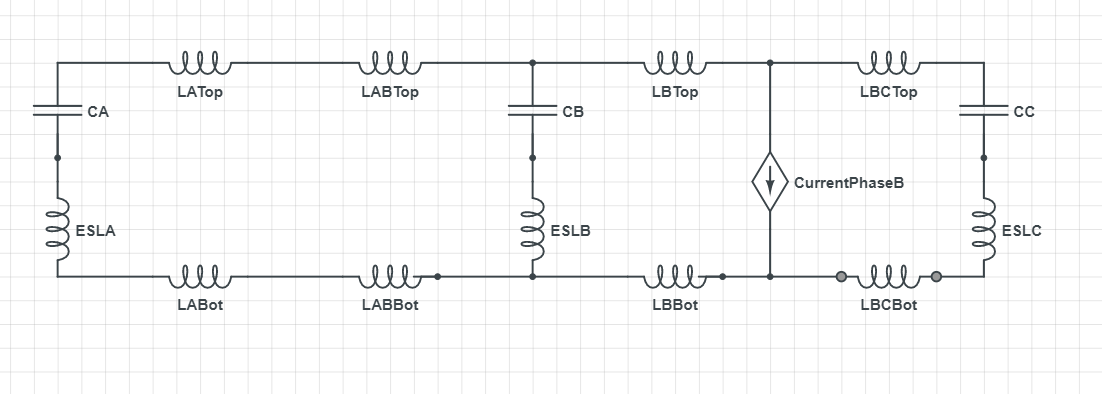 LATop
LABTop
LBTop
LBCTop
CA
CB
CC
CurrentPhaseB
ESLA
ESLB
ESLC
LABot
LABBot
LBBot
LBCBot